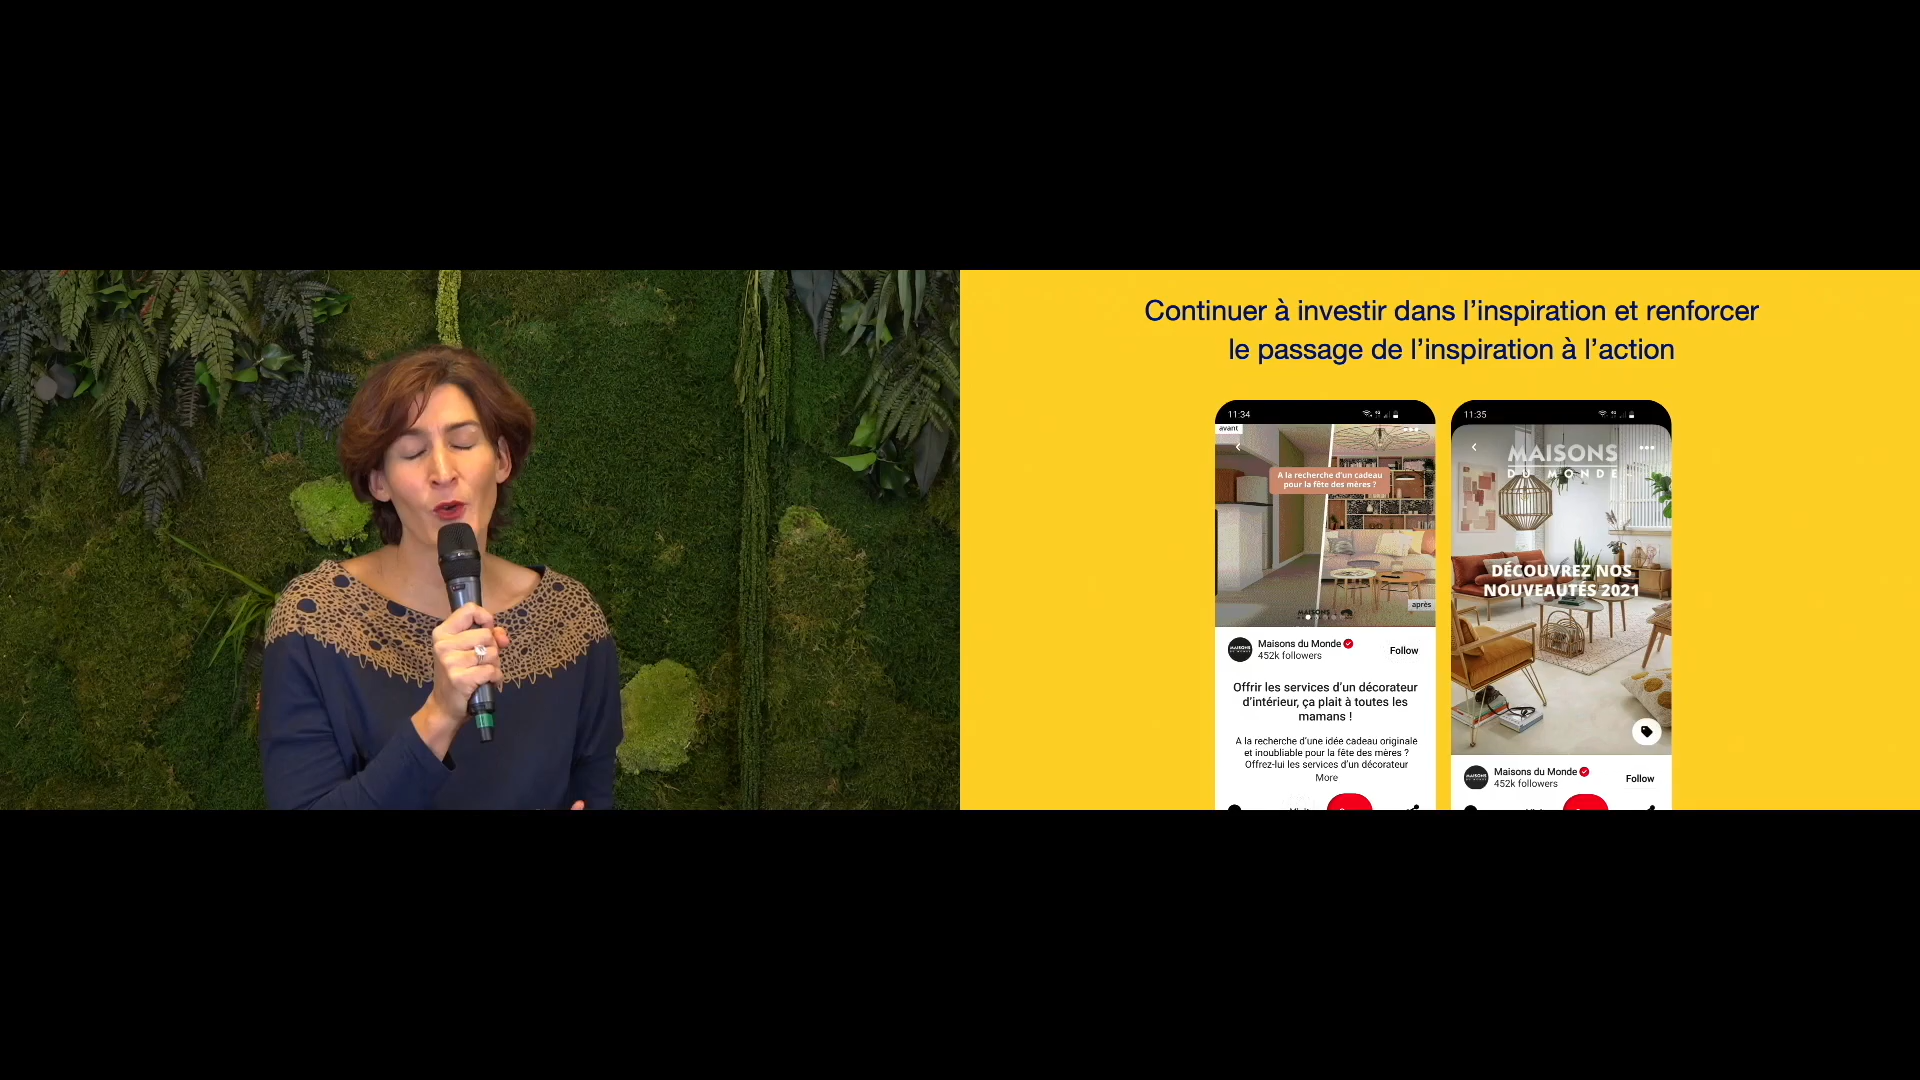 Continuer à investir dans l’inspiration et renforcer
le passage de l’inspiration à l’action
11:34
avant
A la recherche d'un cadeau
pour la fête des mères ?
après
MAISONS
Maisons du Monde
452k followers
Follow
Offrir les services d’un décorateur
d’intérieur, ça plait à toutes les
mamans !
A la recherche d’une idée cadeau originale
et inoubliable pour la fête des mères ?
Offrez-lui les services d’un décorateur
More
11:35
MAISONS
DU MONDE
DÉCOUVREZ NOS
NOUVEAUTÉS 2021
Maisons du Monde
452k followers
Follow